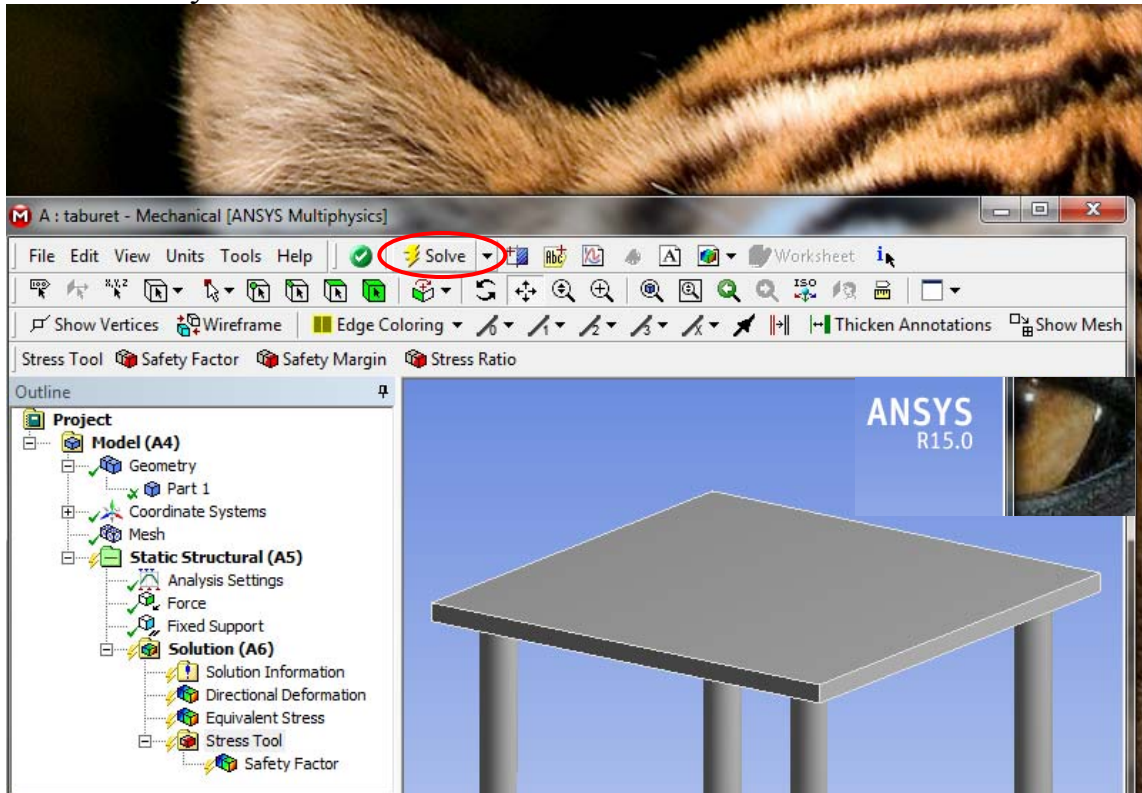 A : taburet - Mechanical [ANSYS Multiphysics]
File Edit View Units Tools Help Solve Worksheet
Show Vertices Wireframe Edge Coloring Thicken Annotations Show Mesh
Stress Tool Safety Factor Safety Margin Stress Ratio
Outline
Project
Model (A4)
Geometry
Part 1
Coordinate Systems
Mesh
Static Structural (A5)
Analysis Settings
Force
Fixed Support
Solution (A6)
Solution Information
Directional Deformation
Equivalent Stress
Stress Tool
Safety Factor
ANSYS
R15.0